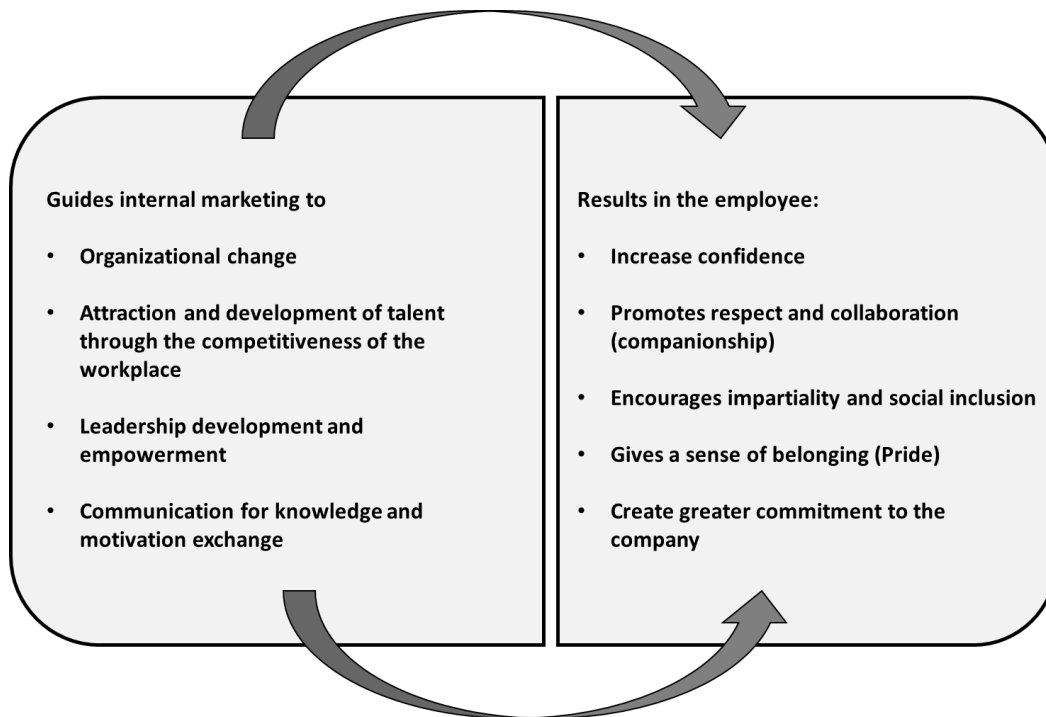 Guides internal marketing to
• Organizational change
• Attraction and development of talent
through the competitiveness of the
workplace
• Leadership development and
empowerment
• Communication for knowledge and
motivation exchange
Results in the employee:
• Increase confidence
• Promotes respect and collaboration
(companionship)
• Encourages impartiality and social inclusion
• Gives a sense of belonging (Pride)
• Create greater commitment to the
company